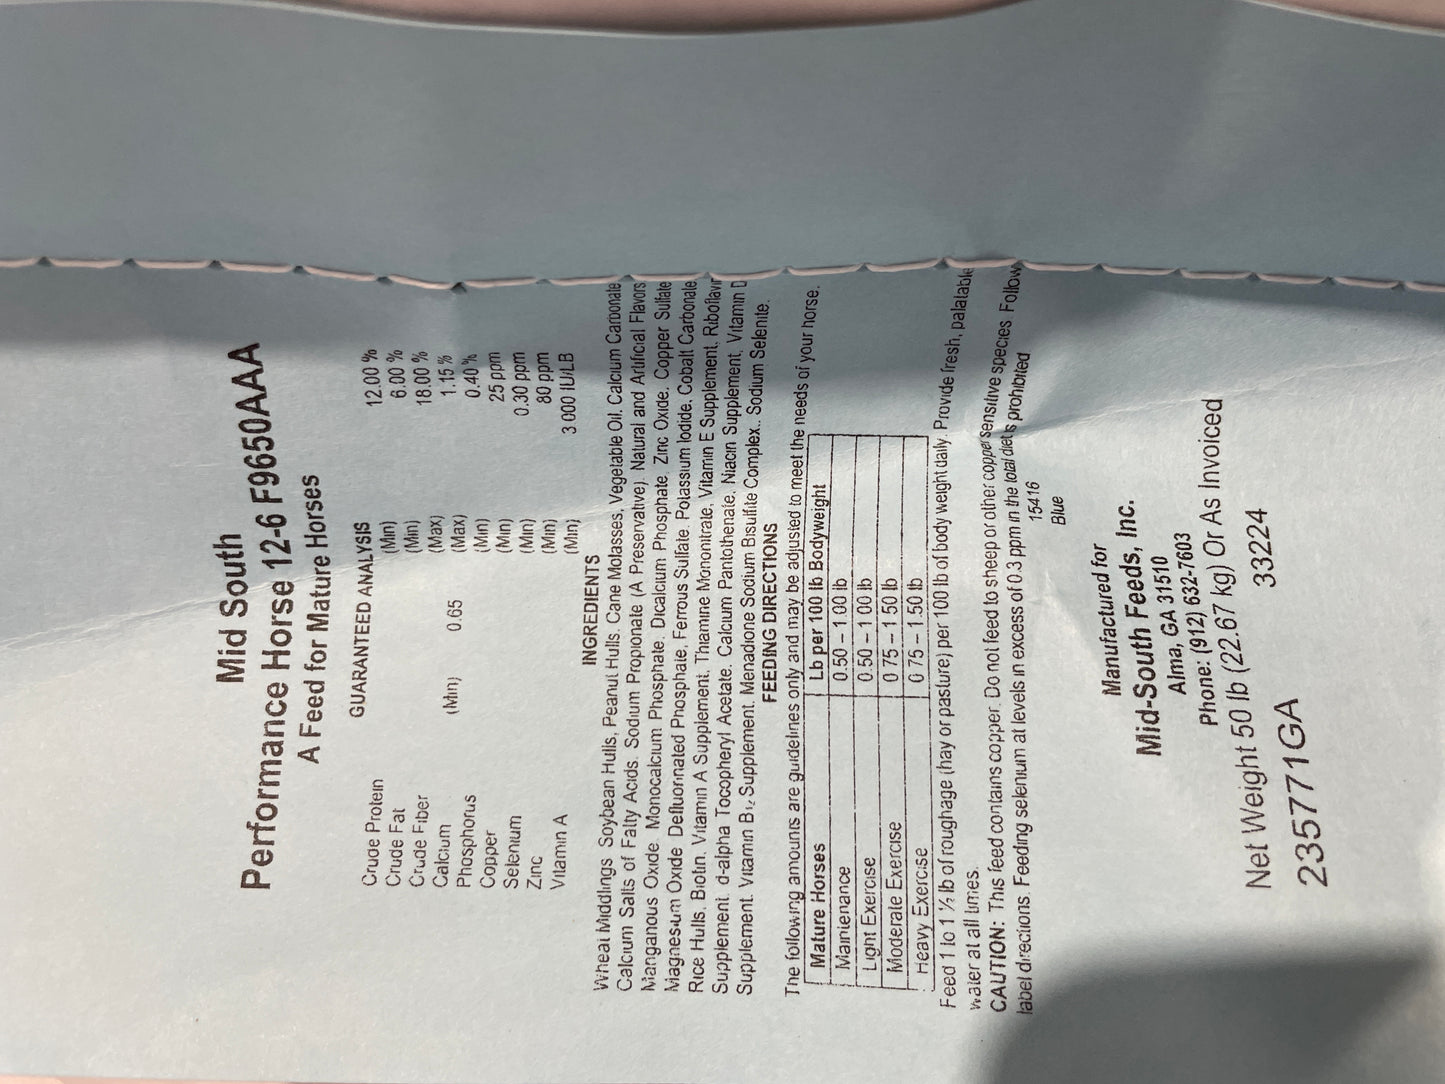 Mid South
Performance Horse 12-6 F9650AAA
A Feed for Mature Horses
GUARANTEED ANALYSIS
Crude Protein (Min) 12.00 %
Crude Fat (Min) 6.00 %
Crude Fiber (Max) 18.00 %
Calcium (Min) 0.65 (Max) 1.15 %
Phosphorus (Min) 0.40 %
Copper (Min) 25 ppm
Selenium (Min) 0.30 ppm
Zinc (Min) 80 ppm
Vitamin A (Min) 3 000 IU/LB
INGREDIENTS
Wheat Middlings, Soybean Hulls, Peanut Hulls, Cane Molasses, Vegetable Oil, Calcium Carbonate
Calcium Salts of Fatty Acids, Sodium Propionate (A Preservative), Natural and Artificial Flavors
Manganous Oxide, Monocalcium Phosphate, Dicalcium Phosphate, Zinc Oxide, Copper Sulfate
Magnesium Oxide Defluorinated Phosphate, Ferrous Sulfate, Potassium Iodide, Cobalt Carbonate,
Rice Hulls, Biotin, Vitamin A Supplement, Thiamine Mononitrate, Vitamin E Supplement, Riboflavin
Supplement, d-alpha Tocopheryl Acetate, Calcium Pantothenate, Niacin Supplement, Vitamin D
Supplement, Vitamin B12 Supplement, Menadione Sodium Bisulfite Complex., Sodium Selenite.
FEEDING DIRECTIONS
The following amounts are guidelines only and may be adjusted to meet the needs of your horse.
Mature Horses Lb per 100 lb Bodyweight
Maintenance 0.50 – 1.00 lb
Light Exercise 0.50 – 1 00 lb
Moderate Exercise 0 75 – 1 50 lb
Heavy Exercise 0 75 – 1.50 lb
Feed 1 to 1 ½ lb of roughage (hay or pasture) per 100 lb of body weight daily. Provide fresh, palatable
water at all times.
CAUTION: This feed contains copper. Do not feed to sheep or other copper sensitive species. Follow
label directions. Feeding selenium at levels in excess of 0.3 ppm in the total diet is prohibited
15416
Blue
Manufactured for
Mid-South Feeds, Inc.
Alma, GA 31510
Phone: (912) 632-7603
Net Weight 50 lb (22.67 kg) Or As Invoiced
235771GA 33224